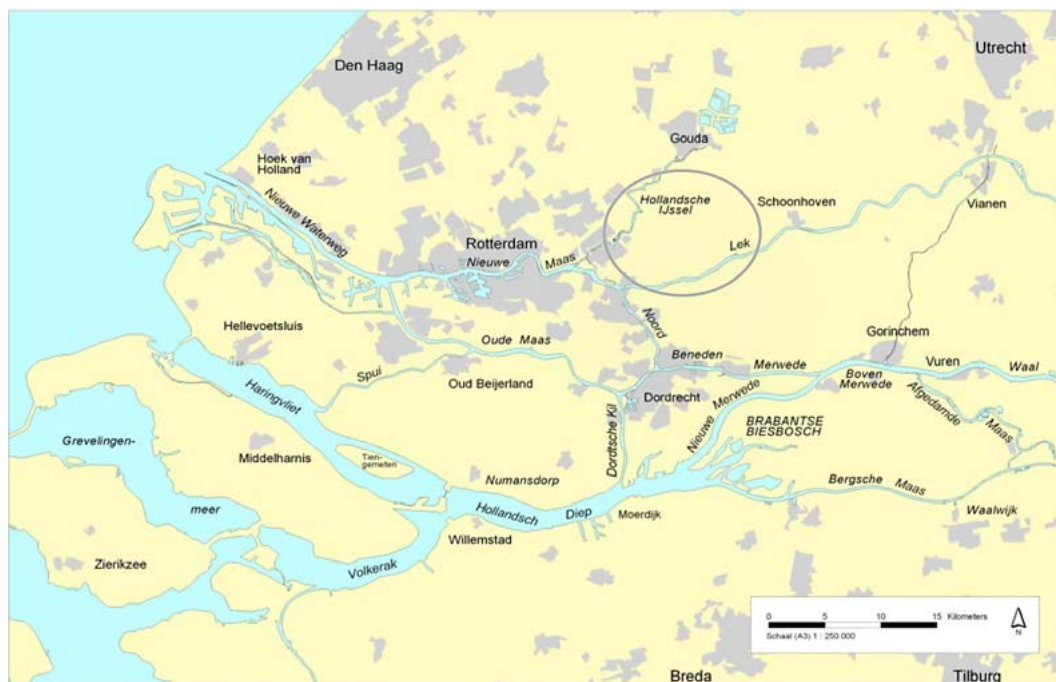 Utrecht
Den Haag
Gouda
Hoek van
Holland
Hollandsche
IJssel
Schoonhoven
Vianen
Nieuwe Waterweg
Rotterdam
Nieuwe
Maas
Lek
Noord
Hellevoetsluis
Gorinchem
Oude Maas
Beneden
Merwede
Vuren
Waal
Spui
Oud Beijerland
Boven
Merwede
Haringvliet
Dordrecht
Nieuwe Merwede
Afgedamde
Maas
BRABANTSE
BIESBOSCH
Grevelingen-
Dordtsche Kil
Middelharnis
Tien-
gemeten
Numansdorp
Bergsche Maas
meer
Hollandsch
Diep
Moerdijk
Waalwijk
Willemstad
Zierikzee
Volkerak
0 5 10 15 Kilometers
Schaal (A3) 1 : 250.000
N
Breda
Tilburg